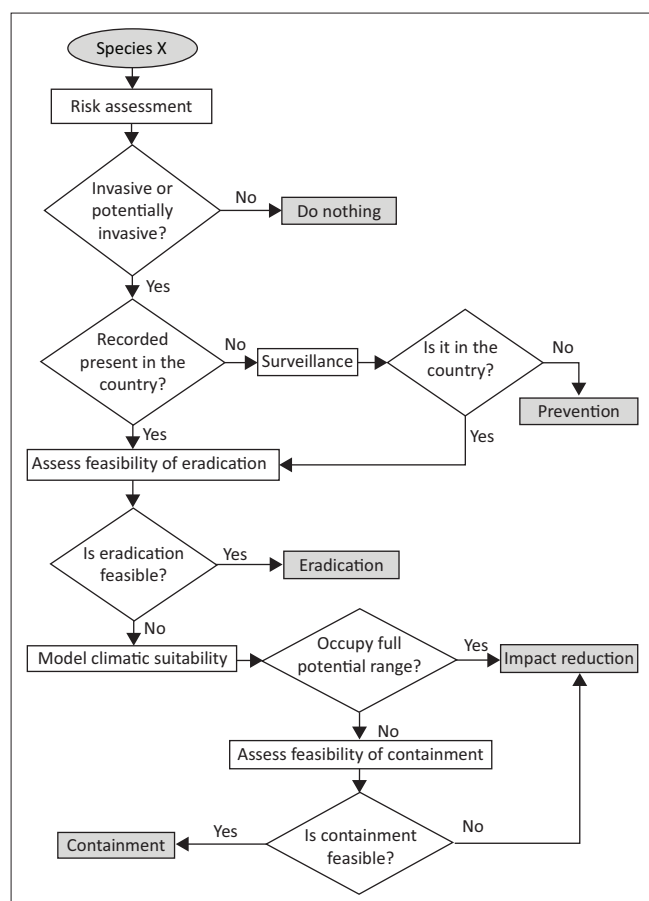 Species X
Risk assessment
Invasive or
potentially
invasive?
No
Do nothing
Yes
Recorded
present in the
country?
No
Surveillance
Is it in the
country?
No
Prevention
Yes
Yes
Assess feasibility of eradication
Is eradication
feasible?
Yes
Eradication
No
Model climatic suitability
Occupy full
potential range?
Yes
Impact reduction
No
Assess feasibility of containment
Is containment
feasible?
Yes
Containment
No